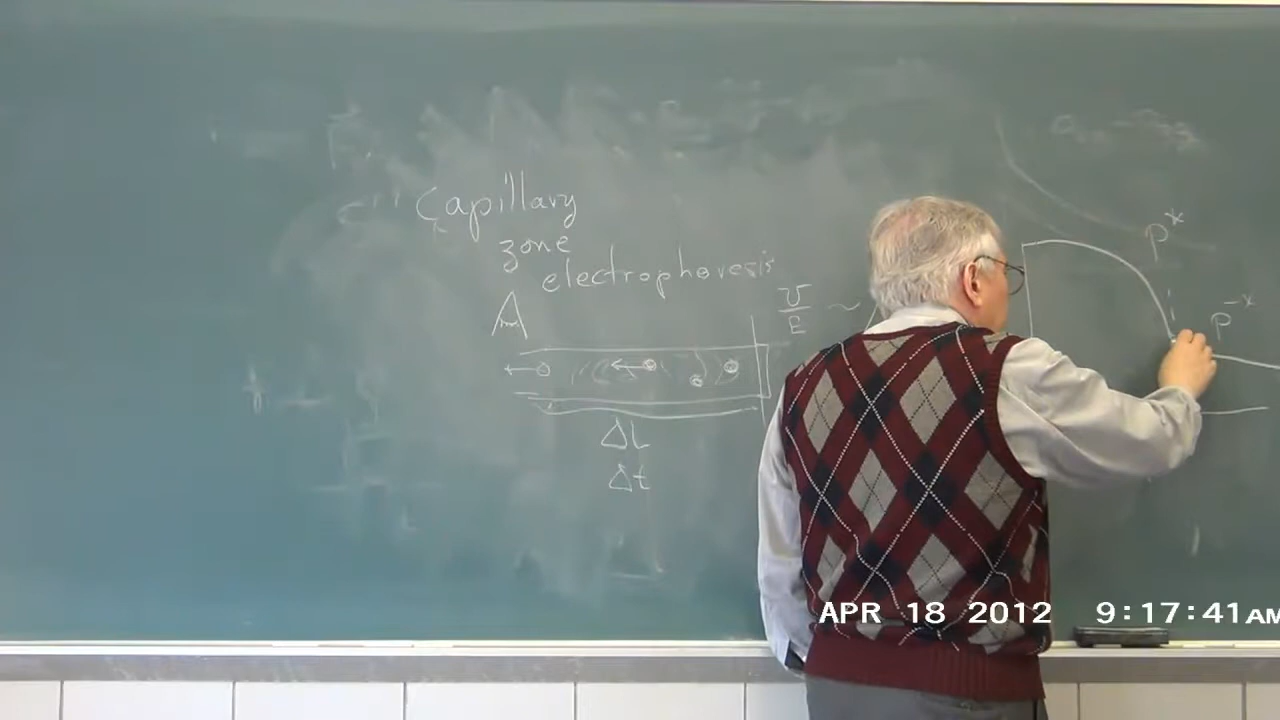 Capillary
zone
electrophoresis
A
v/E ~
ΔL
Δt
P*
P-x
APR 18 2012 9:17:41AM